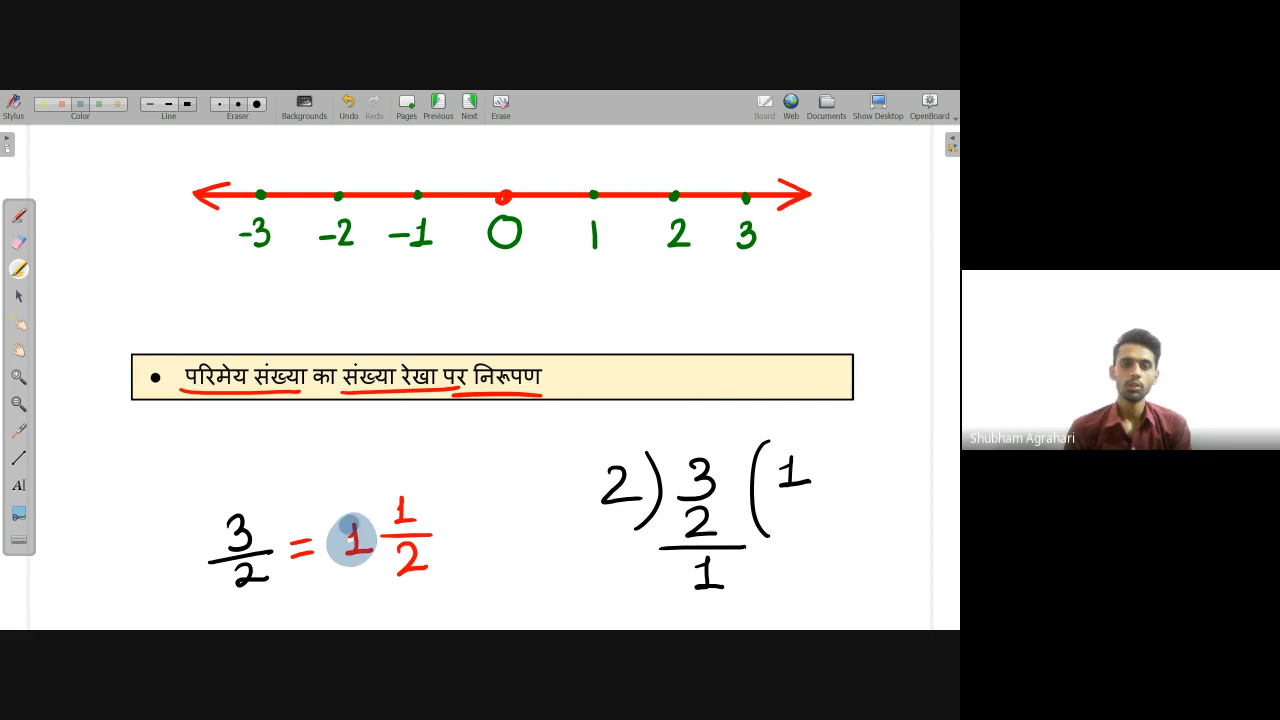 Stylus Color Line Eraser Backgrounds Undo Redo Pages Previous Next Erase Board Web Documents Show Desktop OpenBoard
-3 -2 -1 0 1 2 3
• परिमेय संख्या का संख्या रेखा पर निरूपण
Shubham Agrahari
3/2 = 1 1/2
2) 3 (1
2
1